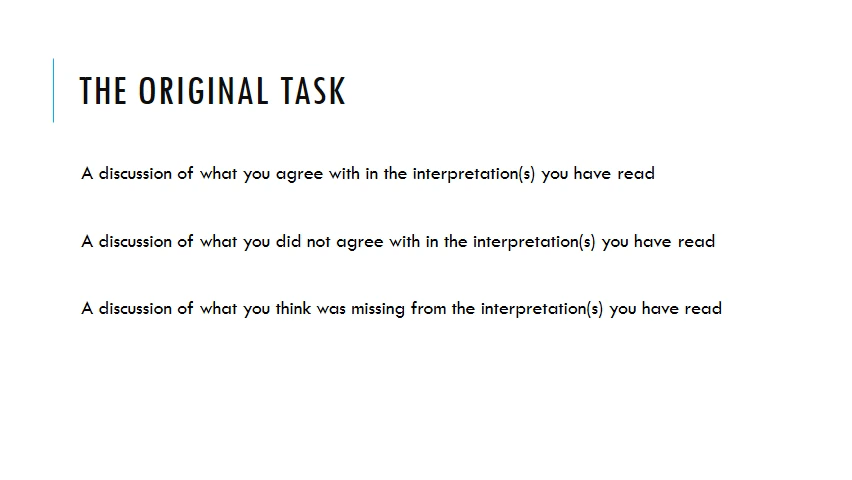 THE ORIGINAL TASK
A discussion of what you agree with in the interpretation(s) you have read
A discussion of what you did not agree with in the interpretation(s) you have read
A discussion of what you think was missing from the interpretation(s) you have read